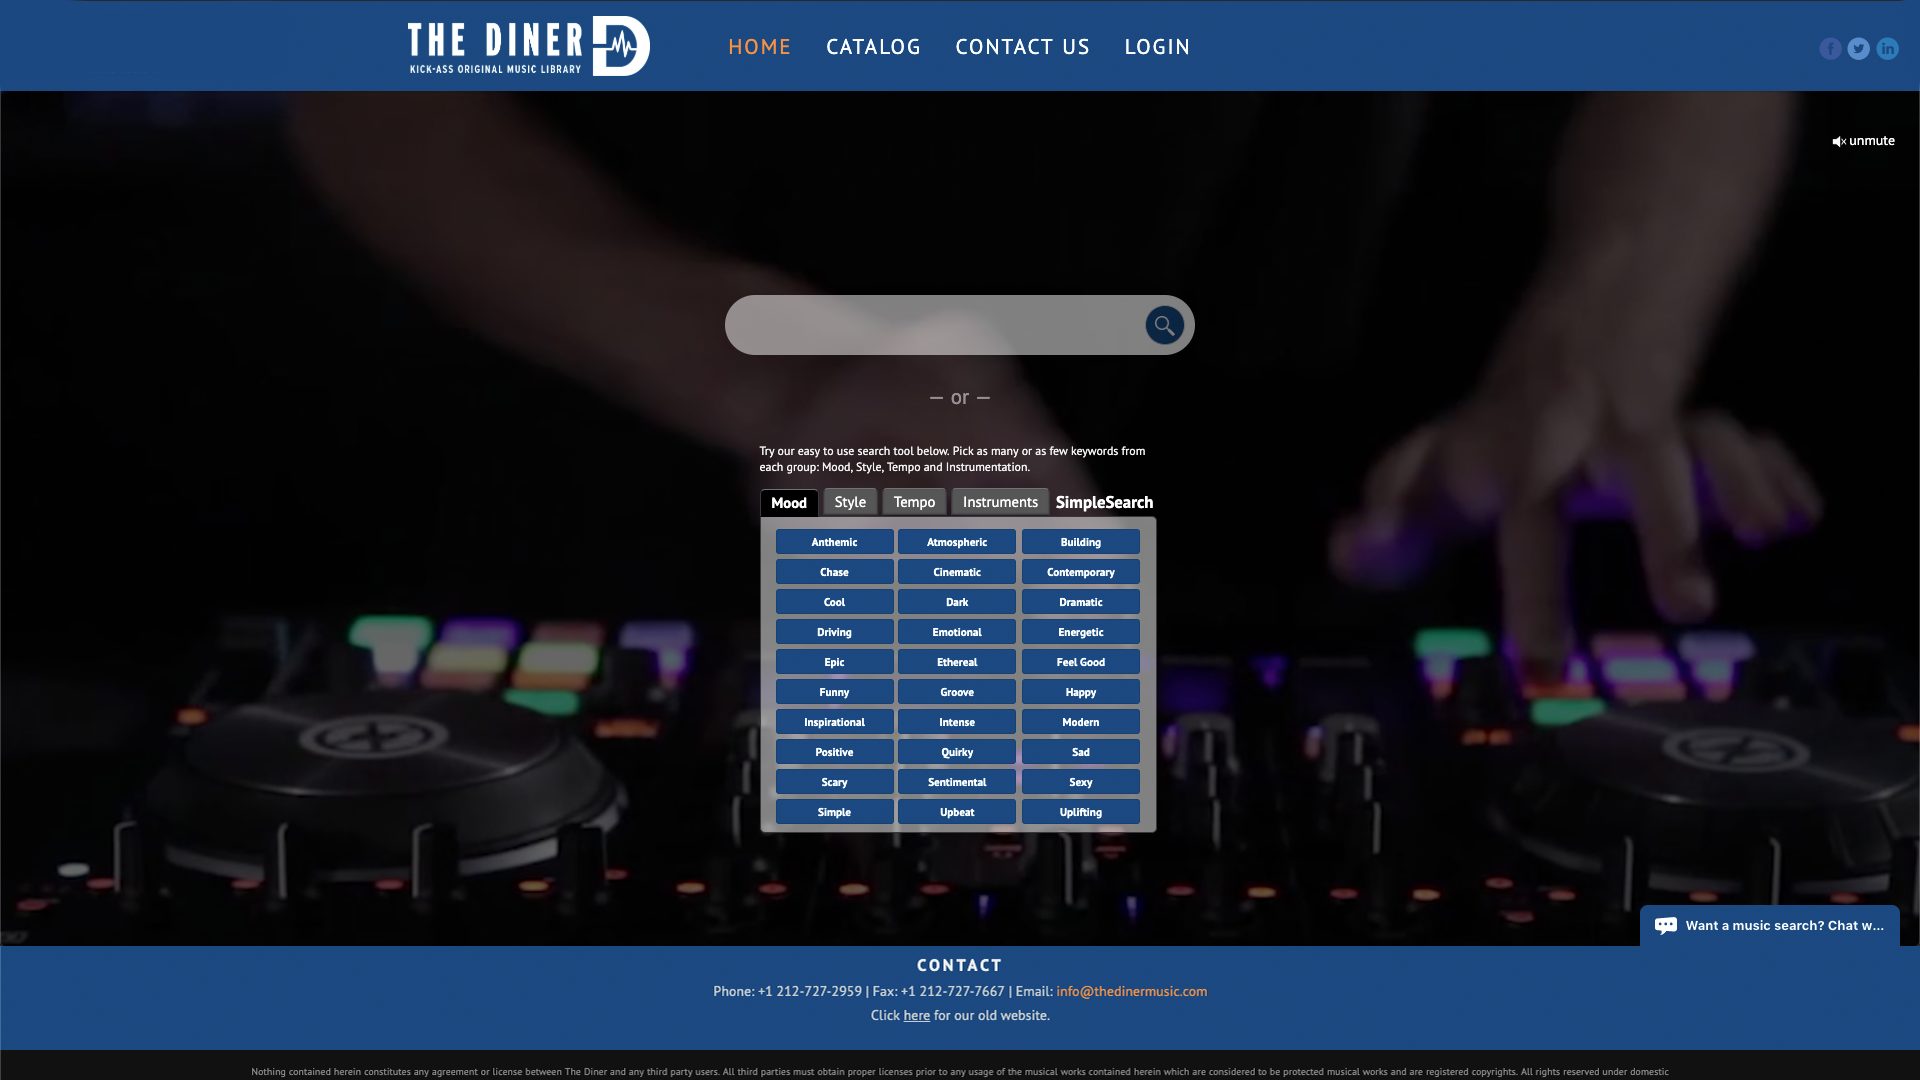 THE DINER
KICK-ASS ORIGINAL MUSIC LIBRARY
HOME CATALOG CONTACT US LOGIN
unmute
— or —
Try our easy to use search tool below. Pick as many or as few keywords from
each group: Mood, Style, Tempo and Instrumentation.
Mood Style Tempo Instruments SimpleSearch
Anthemic Atmospheric Building
Chase Cinematic Contemporary
Cool Dark Dramatic
Driving Emotional Energetic
Epic Ethereal Feel Good
Funny Groove Happy
Inspirational Intense Modern
Positive Quirky Sad
Scary Sentimental Sexy
Simple Upbeat Uplifting
Want a music search? Chat w...
CONTACT
Phone: +1 212-727-2959 | Fax: +1 212-727-7667 | Email: info@thedinermusic.com
Click here for our old website.
Nothing contained herein constitutes any agreement or license between The Diner and any third party users. All third parties must obtain proper licenses prior to any usage of the musical works contained herein which are considered to be protected musical works and are registered copyrights. All rights reserved under domestic